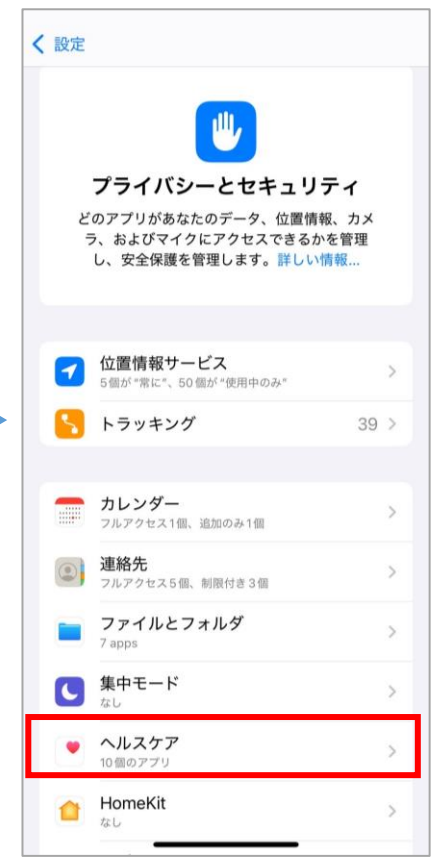 設定
プライバシーとセキュリティ
どのアプリがあなたのデータ、位置情報、カメ
ラ、およびマイクにアクセスできるかを管理
し、安全保護を管理します。詳しい情報...
位置情報サービス
5個が"常に"、50個が"使用中のみ"
トラッキング 39
カレンダー
フルアクセス1個、追加のみ1個
連絡先
フルアクセス5個、制限付き3個
ファイルとフォルダ
7 apps
集中モード
なし
ヘルスケア
10個のアプリ
HomeKit
なし